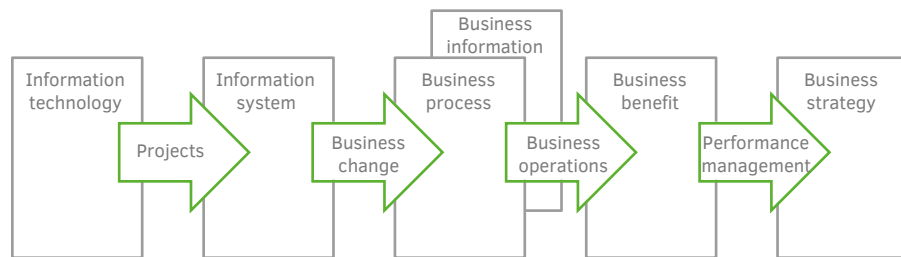 Business
information
Information
technology
Information
system
Business
process
Business
benefit
Business
strategy
Projects
Business
change
Business
operations
Performance
management